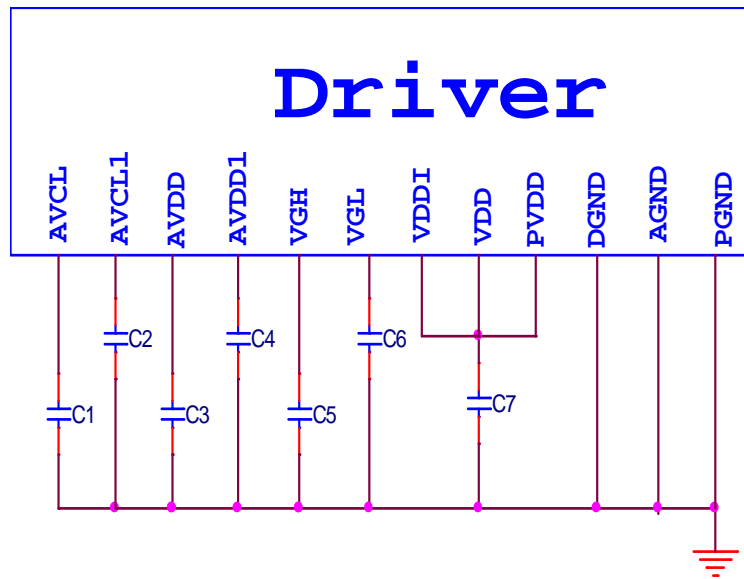 Driver
AVCL
AVCL1
AVDD
AVDD1
VGH
VGL
VDDI
VDD
PVDD
DGND
AGND
PGND
C2
C4
C6
C1
C3
C5
C7